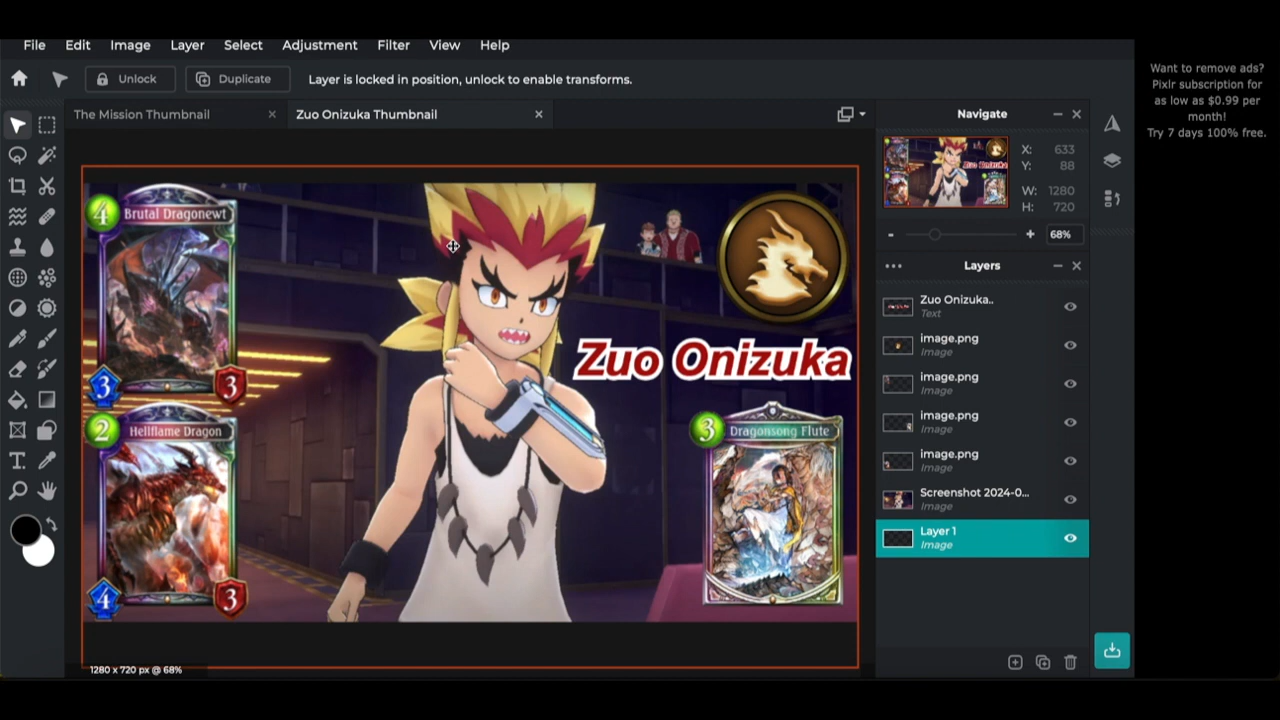 File Edit Image Layer Select Adjustment Filter View Help
Unlock Duplicate Layer is locked in position, unlock to enable transforms.
Want to remove ads?
Pixlr subscription for
as low as $0.99 per
month!
Try 7 days 100% free.
The Mission Thumbnail Zuo Onizuka Thumbnail
Navigate
X: 633
Y: 88
W: 1280
H: 720
- + 68%
4 Brutal Dragonewt
3 3
2 Hellflame Dragon
4 3
Zuo Onizuka
3 Dragonsong Flute
Layers
Zuo Onizuka..
Text
image.png
Image
image.png
Image
image.png
Image
image.png
Image
Screenshot 2024-0...
Image
Layer 1
Image
1280 x 720 px @ 68%